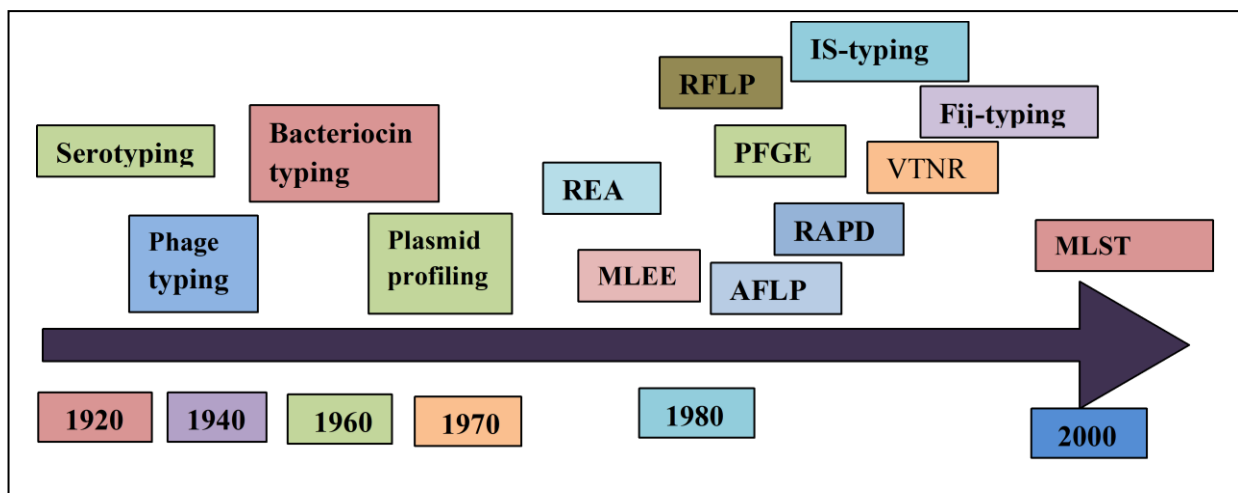 IS-typing
RFLP
Fij-typing
Bacteriocin
typing
Serotyping
PFGE
VTNR
REA
Phage
typing
Plasmid
profiling
RAPD
MLST
MLEE
AFLP
1920
1940
1960
1970
1980
2000